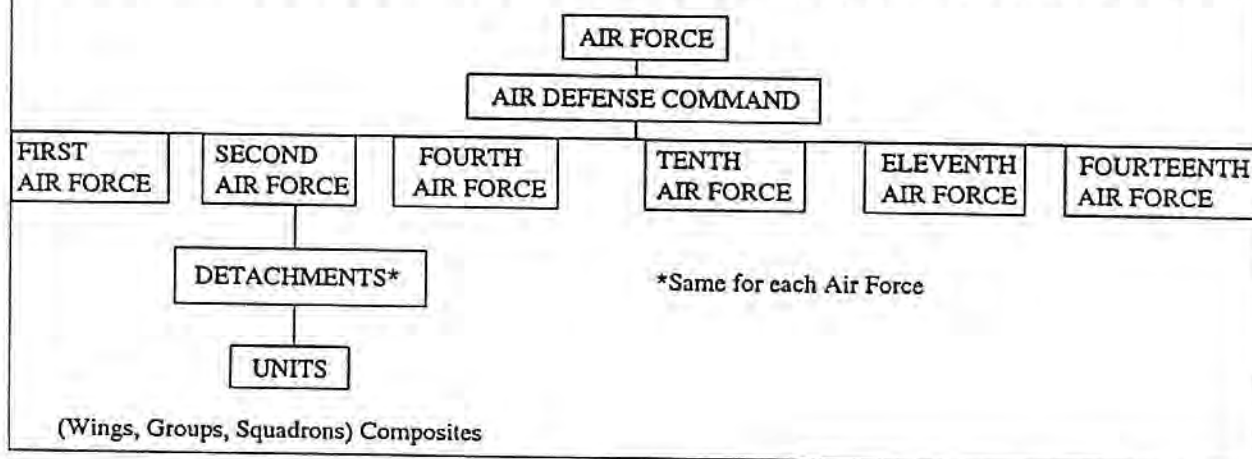 AIR FORCE
AIR DEFENSE COMMAND
FIRST
AIR FORCE
SECOND
AIR FORCE
FOURTH
AIR FORCE
TENTH
AIR FORCE
ELEVENTH
AIR FORCE
FOURTEENTH
AIR FORCE
DETACHMENTS*
*Same for each Air Force
UNITS
(Wings, Groups, Squadrons) Composites